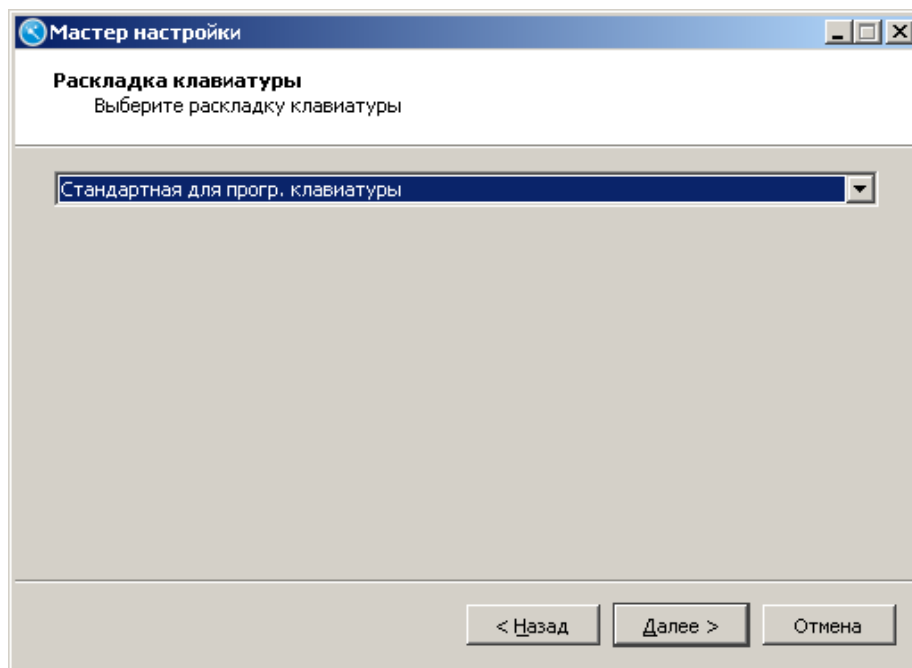 Мастер настройки
Раскладка клавиатуры
Выберите раскладку клавиатуры
Стандартная для прогр. клавиатуры
< Назад Далее > Отмена